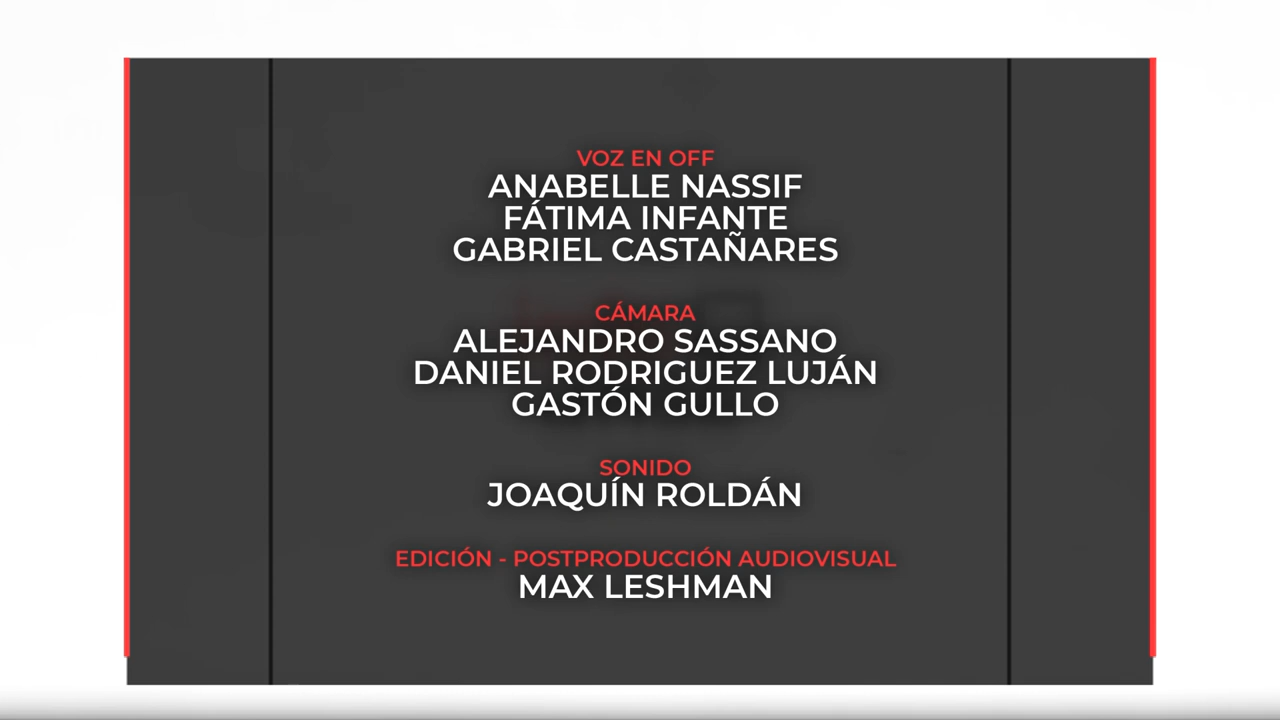 VOZ EN OFF
ANABELLE NASSIF
FÁTIMA INFANTE
GABRIEL CASTAÑARES
CÁMARA
ALEJANDRO SASSANO
DANIEL RODRIGUEZ LUJÁN
GASTÓN GULLO
SONIDO
JOAQUÍN ROLDÁN
EDICIÓN - POSTPRODUCCIÓN AUDIOVISUAL
MAX LESHMAN